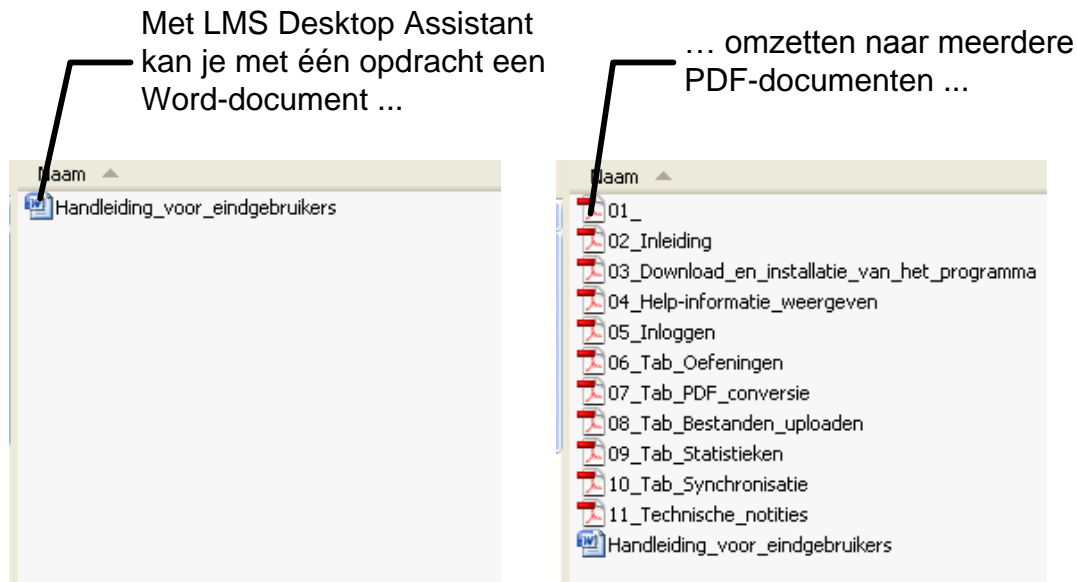 Met LMS Desktop Assistant
kan je met één opdracht een
Word-document ...
… omzetten naar meerdere
PDF-documenten ...
Naam
Handleiding_voor_eindgebruikers
Naam
01_
02_Inleiding
03_Download_en_installatie_van_het_programma
04_Help-informatie_weergeven
05_Inloggen
06_Tab_Oefeningen
07_Tab_PDF_conversie
08_Tab_Bestanden_uploaden
09_Tab_Statistieken
10_Tab_Synchronisatie
11_Technische_notities
Handleiding_voor_eindgebruikers